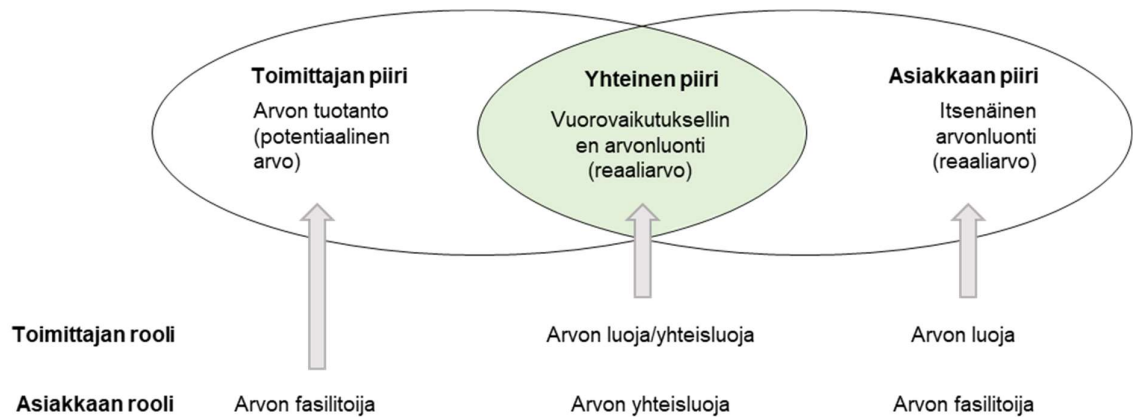 Toimittajan piiri
Arvon tuotanto
(potentiaalinen
arvo)
Yhteinen piiri
Vuorovaikutuksellin
en arvonluonti
(reaaliarvo)
Asiakkaan piiri
Itsenäinen
arvonluonti
(reaaliarvo)
Toimittajan rooli
Arvon luoja/yhteisluoja
Arvon luoja
Asiakkaan rooli
Arvon fasilitoija
Arvon yhteisluoja
Arvon fasilitoija